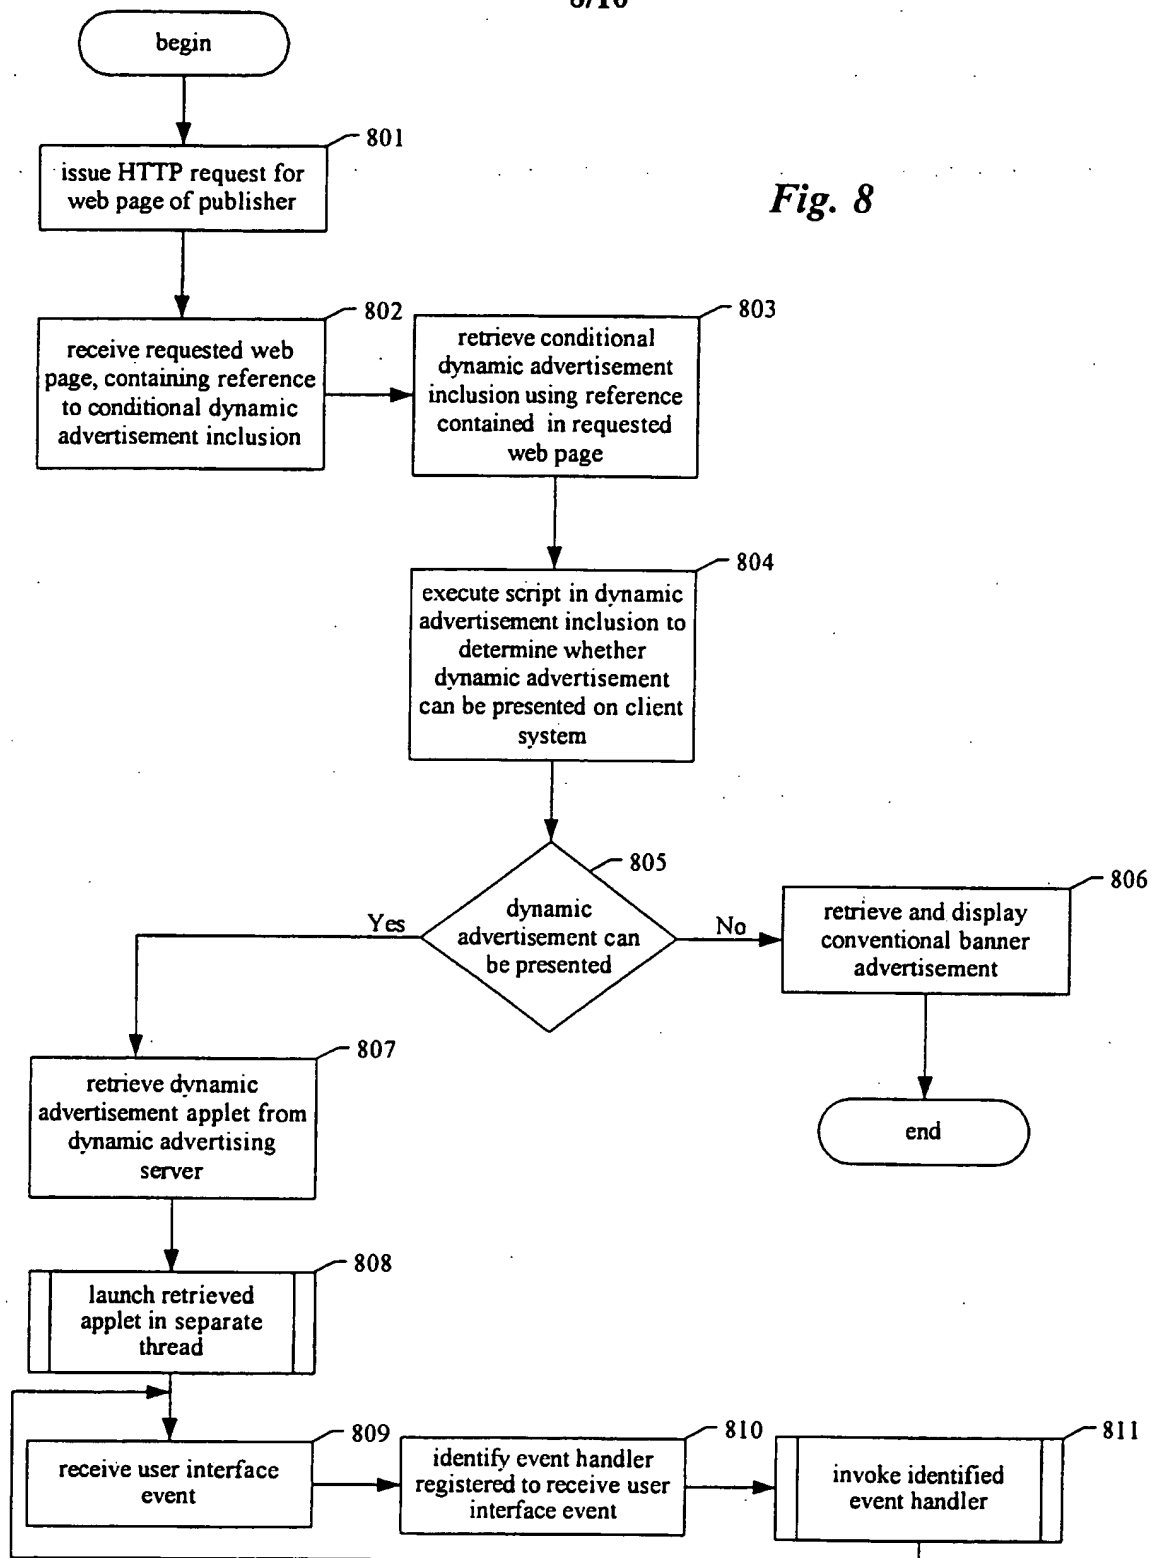 8/16
begin
801
issue HTTP request for
web page of publisher
Fig. 8
802
receive requested web
page, containing reference
to conditional dynamic
advertisement inclusion
803
retrieve conditional
dynamic advertisement
inclusion using reference
contained in requested
web page
804
execute script in dynamic
advertisement inclusion to
determine whether
dynamic advertisement
can be presented on client
system
805
dynamic
advertisement can
be presented
Yes
No
806
retrieve and display
conventional banner
advertisement
end
807
retrieve dynamic
advertisement applet from
dynamic advertising
server
808
launch retrieved
applet in separate
thread
809
receive user interface
event
810
identify event handler
registered to receive user
interface event
811
invoke identified
event handler